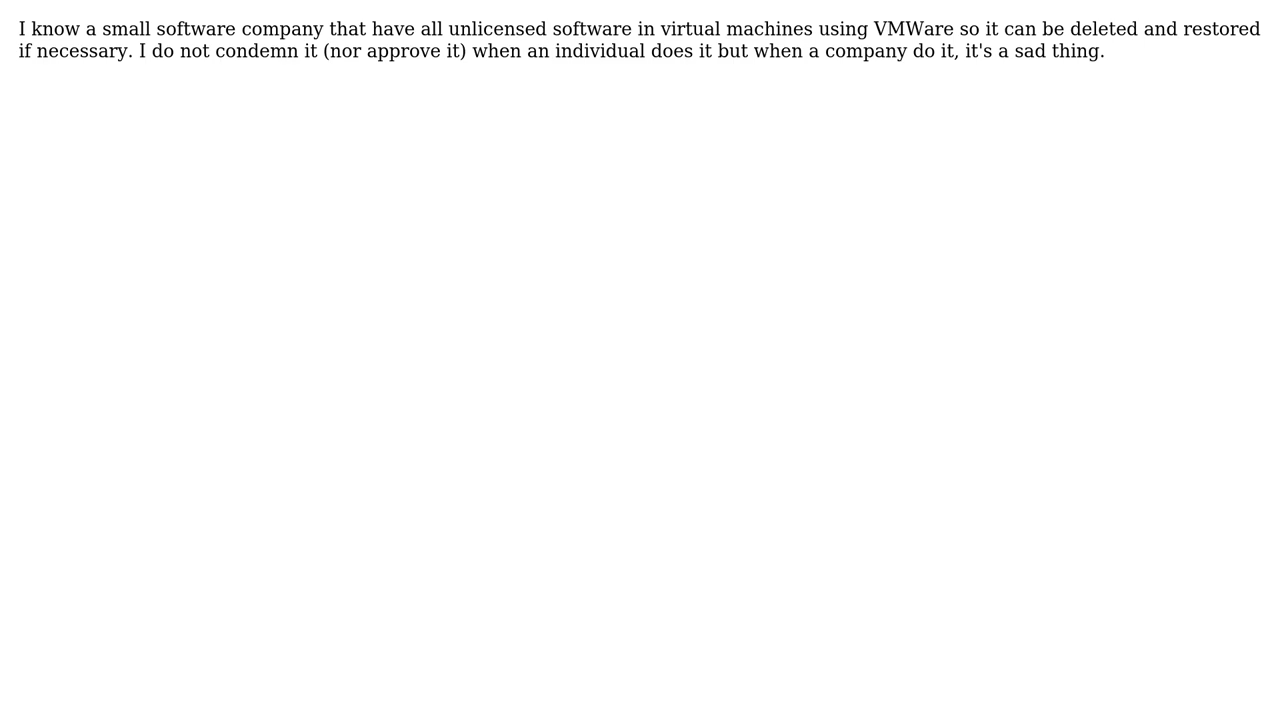 I know a small software company that have all unlicensed software in virtual machines using VMWare so it can be deleted and restored
if necessary. I do not condemn it (nor approve it) when an individual does it but when a company do it, it's a sad thing.